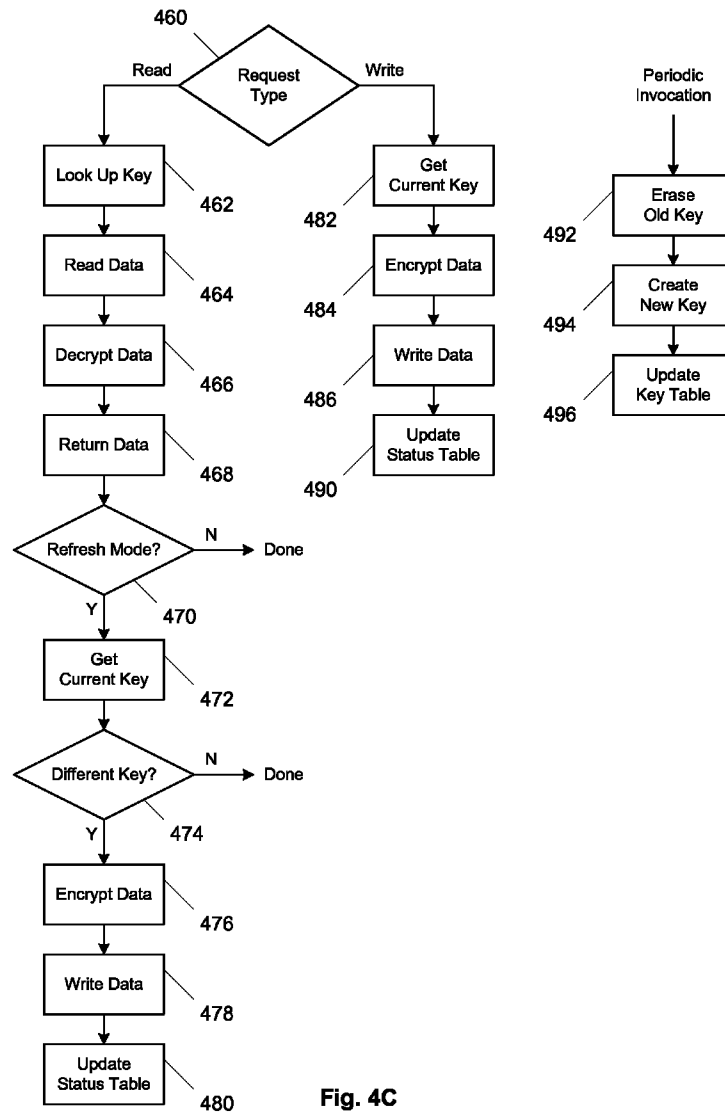 460
Read
Request
Type
Write
Look Up Key
462
Read Data
464
Decrypt Data
466
Return Data
468
Refresh Mode?
N
Done
Y
470
Get
Current Key
472
Different Key?
N
Done
Y
474
Encrypt Data
476
Write Data
478
Update
Status Table
480
Get
Current Key
482
Encrypt Data
484
Write Data
486
Update
Status Table
490
Periodic
Invocation
Erase
Old Key
492
Create
New Key
494
Update
Key Table
496
Fig. 4C